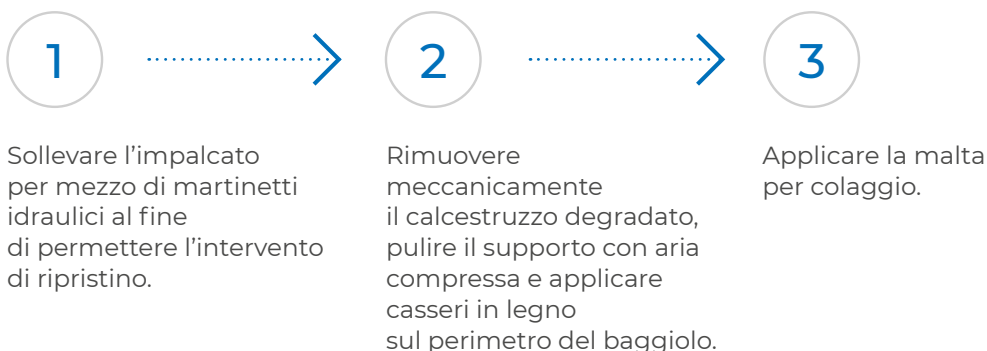 1
Sollevare l’impalcato
per mezzo di martinetti
idraulici al fine
di permettere l’intervento
di ripristino.
2
Rimuovere
meccanicamente
il calcestruzzo degradato,
pulire il supporto con aria
compressa e applicare
casseri in legno
sul perimetro del baggiolo.
3
Applicare la malta
per colaggio.